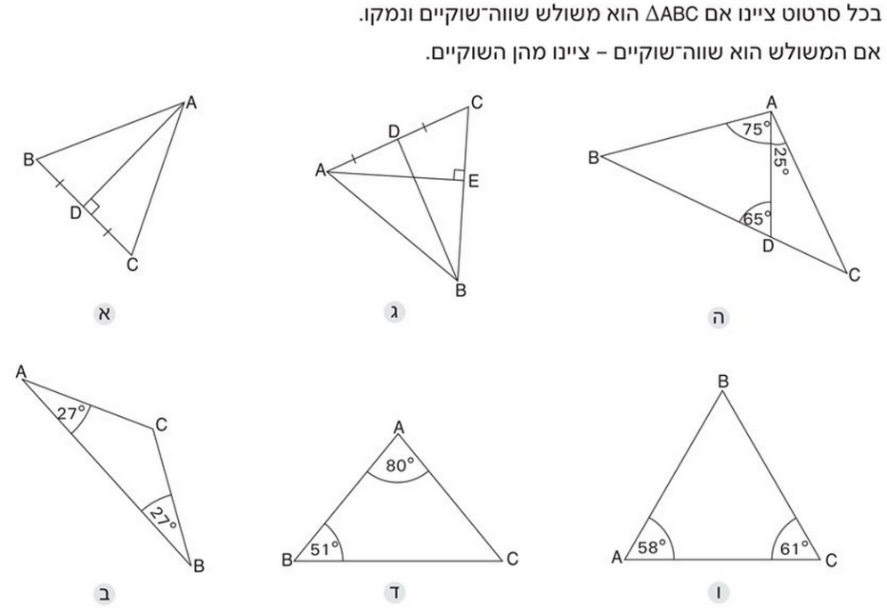 בכל סרטוט ציינו אם ΔABC הוא משולש שווה־שוקיים ונמקו.
אם המשולש הוא שווה־שוקיים – ציינו מהן השוקיים.
A
B
D
C
א
C
D
A
E
B
ג
A
75°
25°
B
65°
D
C
ה
A
27°
C
27°
B
ב
A
80°
51°
B
C
ד
B
58°
61°
A
C
ו